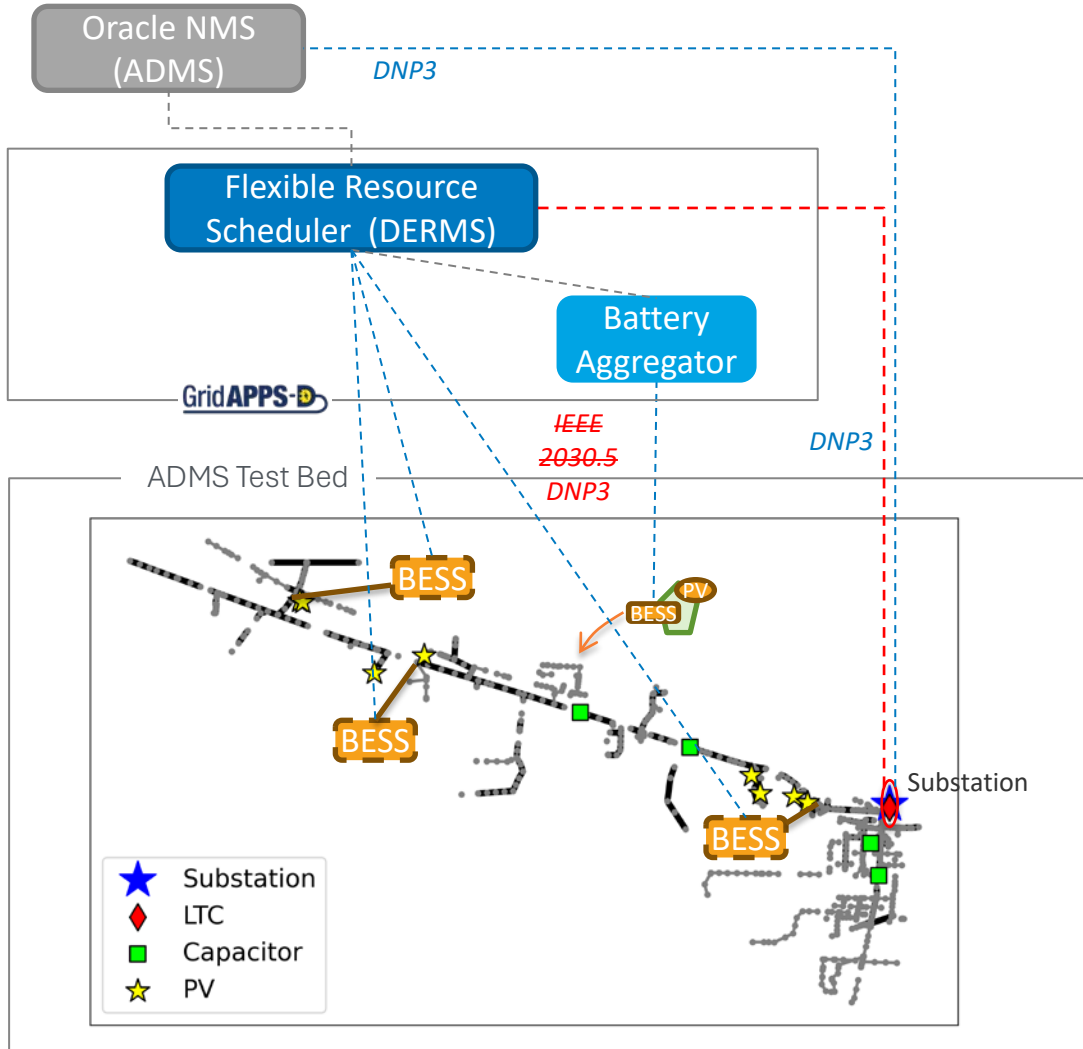 Oracle NMS
(ADMS)
DNP3
Flexible Resource
Scheduler (DERMS)
Battery
Aggregator
GridAPPS-D
IEEE
2030.5
DNP3
DNP3
ADMS Test Bed
BESS
PV
BESS
BESS
Substation
BESS
Substation
LTC
Capacitor
PV